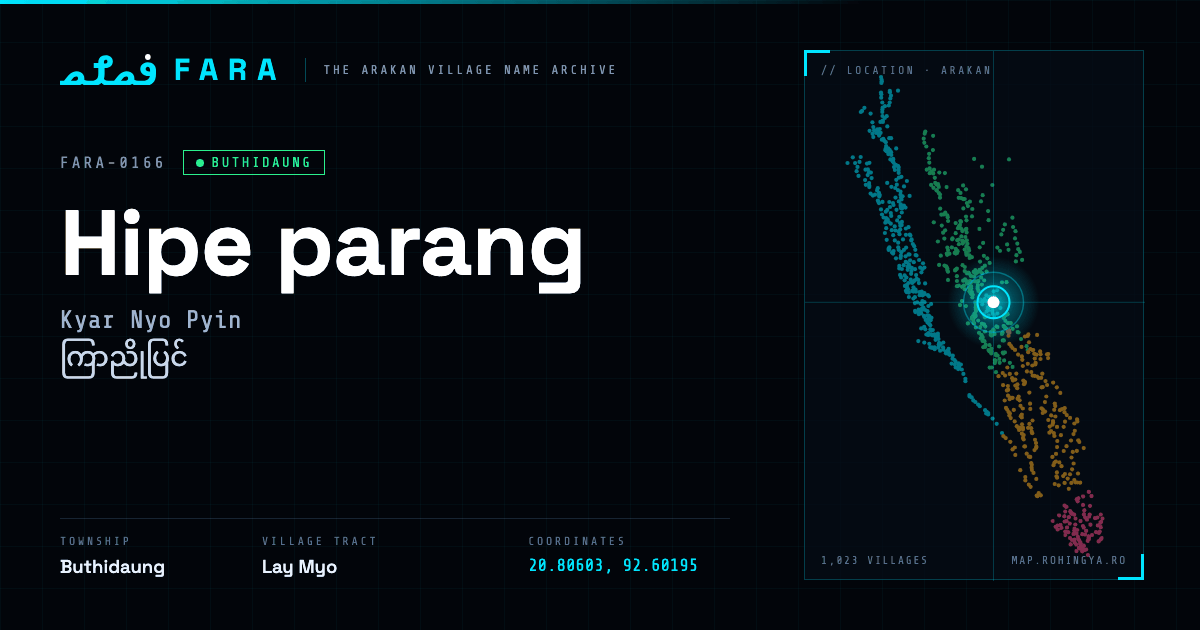 FARA
THE ARAKAN VILLAGE NAME ARCHIVE
FARA-0166
BUTHIDAUNG
Hipe parang
Kyar Nyo Pyin
ကြာညိုပြင်
TOWNSHIP
Buthidaung
VILLAGE TRACT
Lay Myo
COORDINATES
20.80603, 92.60195
// LOCATION · ARAKAN
1,023 VILLAGES
MAP.ROHINGYA.RO